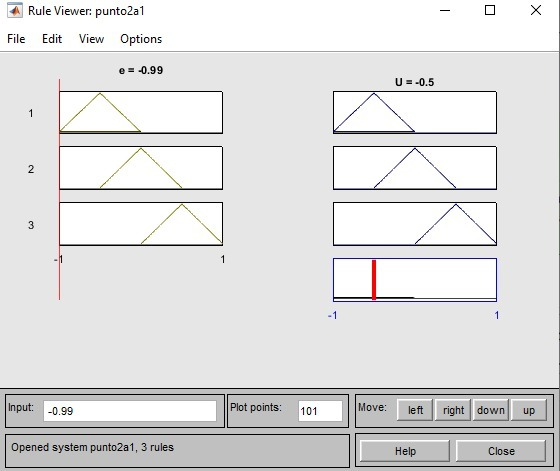 Rule Viewer: punto2a1
File Edit View Options
e = -0.99
U = -0.5
1
2
3
-1 1
-1 1
Input: -0.99
Plot points: 101
Move: left right down up
Opened system punto2a1, 3 rules
Help Close